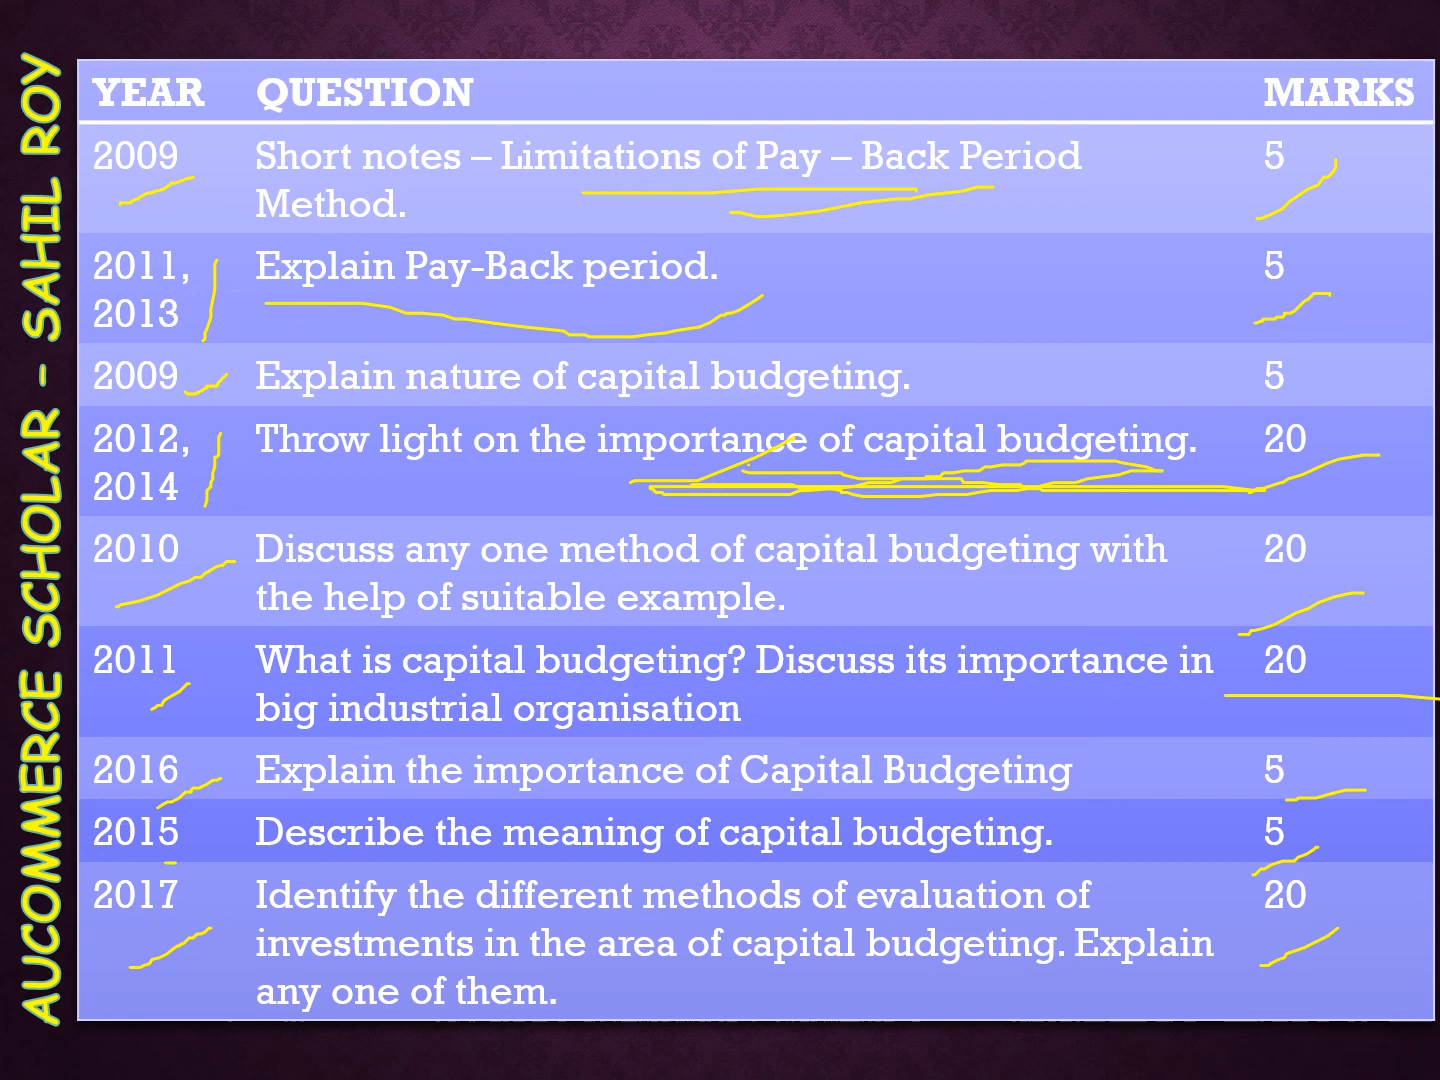 AUCOMMERCE SCHOLAR – SAHIL ROY
YEAR QUESTION MARKS
2009 Short notes – Limitations of Pay – Back Period 5
Method.
2011, Explain Pay-Back period. 5
2013
2009 Explain nature of capital budgeting. 5
2012, Throw light on the importance of capital budgeting. 20
2014
2010 Discuss any one method of capital budgeting with 20
the help of suitable example.
2011 What is capital budgeting? Discuss its importance in 20
big industrial organisation
2016 Explain the importance of Capital Budgeting 5
2015 Describe the meaning of capital budgeting. 5
2017 Identify the different methods of evaluation of 20
investments in the area of capital budgeting. Explain
any one of them.